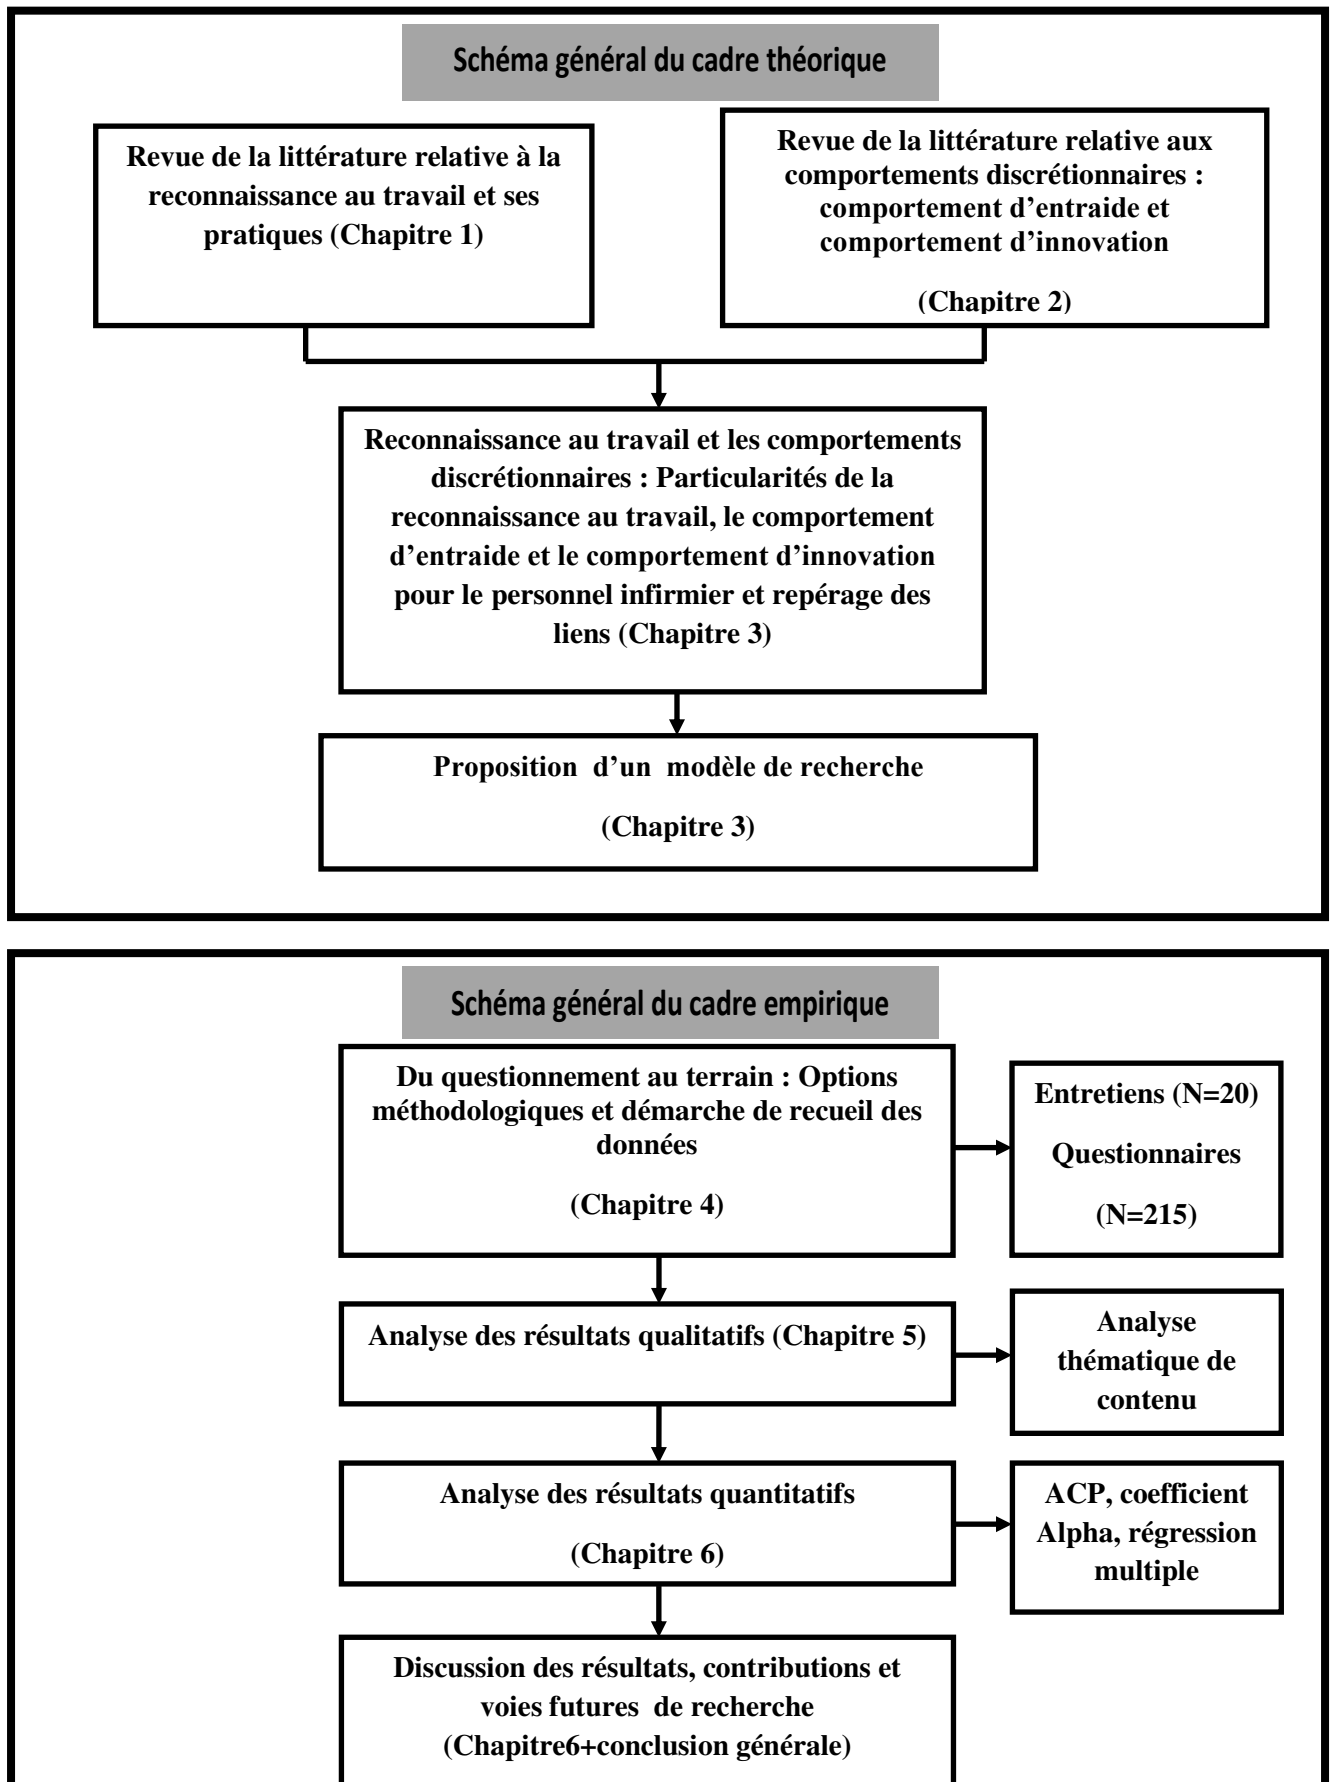 Schéma général du cadre théorique
Revue de la littérature relative à la
reconnaissance au travail et ses
pratiques (Chapitre 1)
Revue de la littérature relative aux
comportements discrétionnaires :
comportement d’entraide et
comportement d’innovation
(Chapitre 2)
Reconnaissance au travail et les comportements
discrétionnaires : Particularités de la
reconnaissance au travail, le comportement
d’entraide et le comportement d’innovation
pour le personnel infirmier et repérage des
liens (Chapitre 3)
Proposition d’un modèle de recherche
(Chapitre 3)
Schéma général du cadre empirique
Du questionnement au terrain : Options
méthodologiques et démarche de recueil des
données
(Chapitre 4)
Entretiens (N=20)
Questionnaires
(N=215)
Analyse des résultats qualitatifs (Chapitre 5)
Analyse
thématique de
contenu
Analyse des résultats quantitatifs
(Chapitre 6)
ACP, coefficient
Alpha, régression
multiple
Discussion des résultats, contributions et
voies futures de recherche
(Chapitre6+conclusion générale)